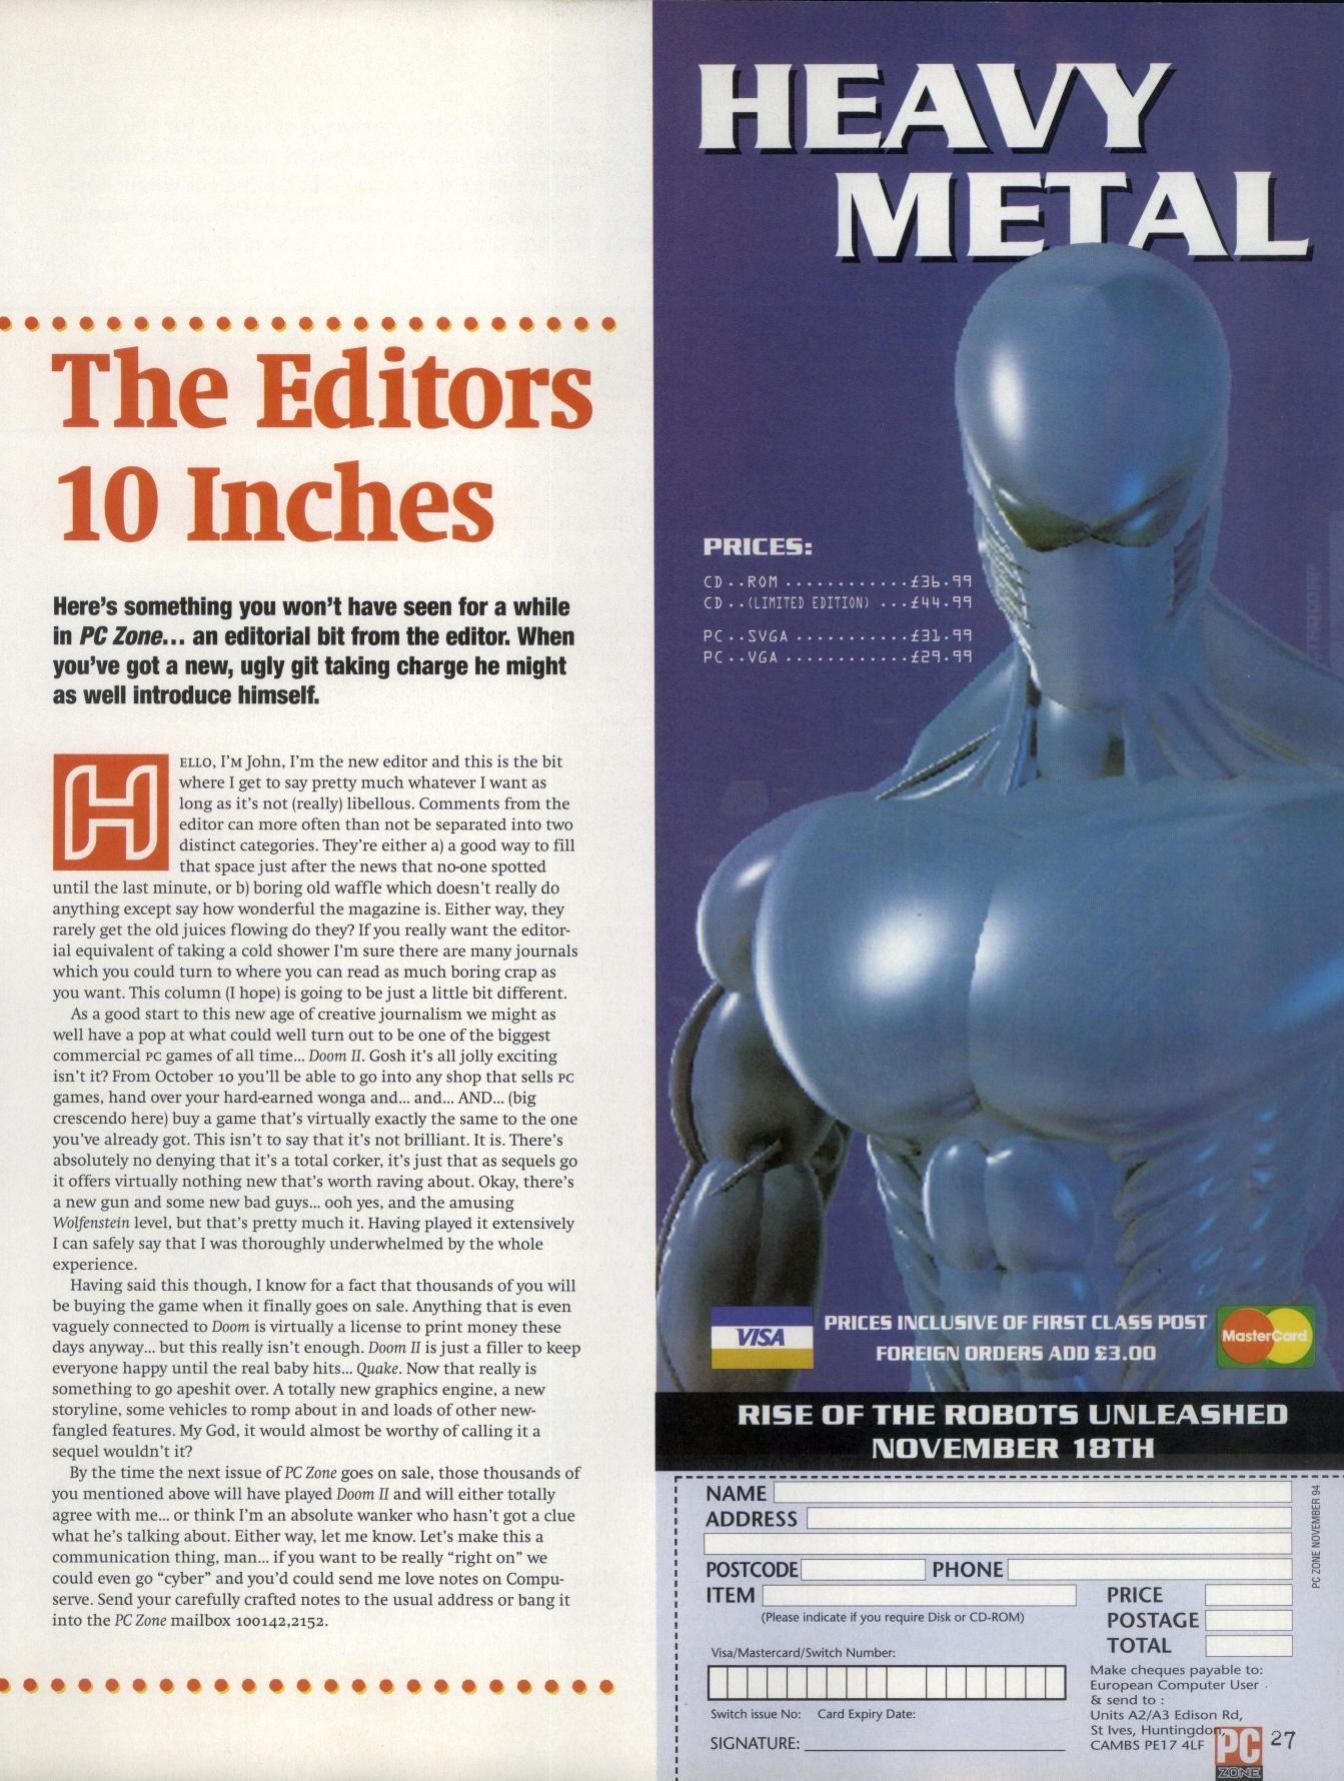 The Editors
10 Inches
Here's something you won't have seen for a while
in PC Zone... an editorial bit from the editor. When
you've got a new, ugly git taking charge he might
as well introduce himself.
HELLO, I'M John, I'm the new editor and this is the bit
where I get to say pretty much whatever I want as
long as it's not (really) libellous. Comments from the
editor can more often than not be separated into two
distinct categories. They're either a) a good way to fill
that space just after the news that no-one spotted
until the last minute, or b) boring old waffle which doesn't really do
anything except say how wonderful the magazine is. Either way, they
rarely get the old juices flowing do they? If you really want the editor-
ial equivalent of taking a cold shower I'm sure there are many journals
which you could turn to where you can read as much boring crap as
you want. This column (I hope) is going to be just a little bit different.
As a good start to this new age of creative journalism we might as
well have a pop at what could well turn out to be one of the biggest
commercial PC games of all time... Doom II. Gosh it's all jolly exciting
isn't it? From October 10 you'll be able to go into any shop that sells PC
games, hand over your hard-earned wonga and... and... AND... (big
crescendo here) buy a game that's virtually exactly the same to the one
you've already got. This isn't to say that it's not brilliant. It is. There's
absolutely no denying that it's a total corker, it's just that as sequels go
it offers virtually nothing new that's worth raving about. Okay, there's
a new gun and some new bad guys... ooh yes, and the amusing
Wolfenstein level, but that's pretty much it. Having played it extensively
I can safely say that I was thoroughly underwhelmed by the whole
experience.
Having said this though, I know for a fact that thousands of you will
be buying the game when it finally goes on sale. Anything that is even
vaguely connected to Doom is virtually a license to print money these
days anyway... but this really isn't enough. Doom II is just a filler to keep
everyone happy until the real baby hits... Quake. Now that really is
something to go apeshit over. A totally new graphics engine, a new
storyline, some vehicles to romp about in and loads of other new-
fangled features. My God, it would almost be worthy of calling it a
sequel wouldn't it?
By the time the next issue of PC Zone goes on sale, those thousands of
you mentioned above will have played Doom II and will either totally
agree with me... or think I'm an absolute wanker who hasn't got a clue
what he's talking about. Either way, let me know. Let's make this a
communication thing, man... if you want to be really "right on" we
could even go "cyber" and you'd could send me love notes on Compu-
serve. Send your carefully crafted notes to the usual address or bang it
into the PC Zone mailbox 100142,2152.
HEAVY
METAL
PRICES:
CD..ROM............£36.99
CD..(LIMITED EDITION)...£44.99
PC..SVGA...........£31.99
PC..VGA............£29.99
VISA
PRICES INCLUSIVE OF FIRST CLASS POST
FOREIGN ORDERS ADD £3.00
MasterCard
RISE OF THE ROBOTS UNLEASHED
NOVEMBER 18TH
NAME
ADDRESS
POSTCODE PHONE
ITEM
(Please indicate if you require Disk or CD-ROM)
PRICE
POSTAGE
TOTAL
Visa/Mastercard/Switch Number:
Switch issue No: Card Expiry Date:
SIGNATURE:
Make cheques payable to:
European Computer User
& send to :
Units A2/A3 Edison Rd,
St Ives, Huntingdon,
CAMBS PE17 4LF
PC ZONE NOVEMBER 94
PC
ZONE
27